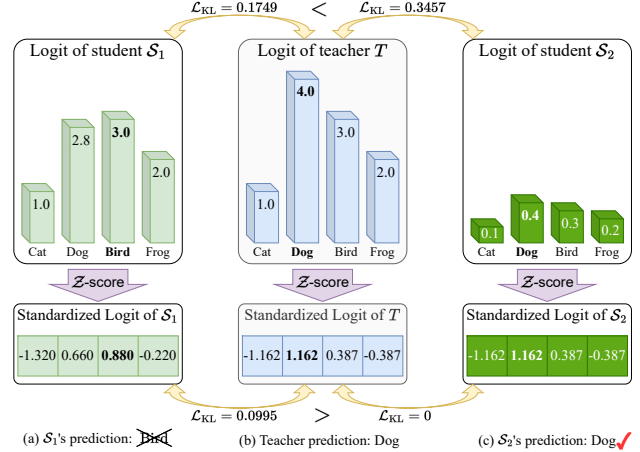 ℒ_KL = 0.1749 < ℒ_KL = 0.3457
Logit of student 𝒮₁
Logit of teacher T
Logit of student 𝒮₂
1.0 2.8 3.0 2.0
1.0 4.0 3.0 2.0
0.1 0.4 0.3 0.2
Cat Dog Bird Frog
Cat Dog Bird Frog
Cat Dog Bird Frog
𝒵-score
𝒵-score
𝒵-score
Standardized Logit of 𝒮₁
Standardized Logit of T
Standardized Logit of 𝒮₂
-1.320 0.660 0.880 -0.220
-1.162 1.162 0.387 -0.387
-1.162 1.162 0.387 -0.387
ℒ_KL = 0.0995 > ℒ_KL = 0
(a) 𝒮₁'s prediction: Bird
(b) Teacher prediction: Dog
(c) 𝒮₂'s prediction: Dog